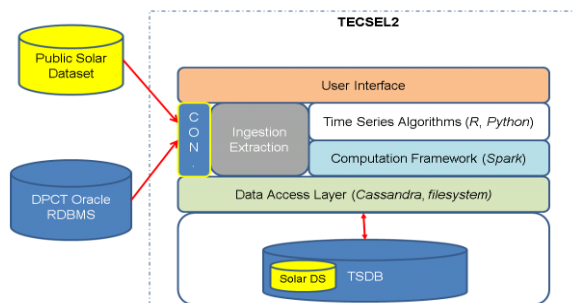 TECSEL2
Public Solar
Dataset
User Interface
C
O
N
.
Ingestion
Extraction
Time Series Algorithms (R, Python)
Computation Framework (Spark)
DPCT Oracle
RDBMS
Data Access Layer (Cassandra, filesystem)
Solar DS
TSDB